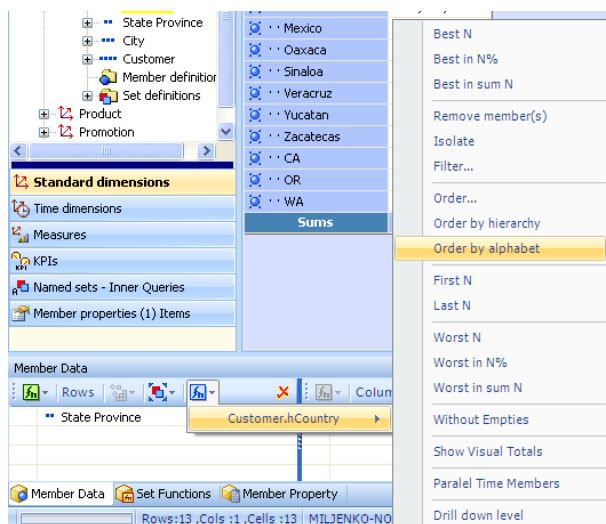 State Province
City
Customer
Member definitior
Set definitions
Product
Promotion
Standard dimensions
Time dimensions
Measures
KPI
KPIs
Named sets - Inner Queries
Member properties (1) Items
Mexico
Oaxaca
Sinaloa
Veracruz
Yucatan
Zacatecas
CA
OR
WA
Sums
Best N
Best in N%
Best in sum N
Remove member(s)
Isolate
Filter...
Order...
Order by hierarchy
Order by alphabet
First N
Last N
Worst N
Worst in N%
Worst in sum N
Without Empties
Show Visual Totals
Paralel Time Members
Drill down level
Member Data
Rows
Colum
State Province
Customer.hCountry
Member Data
Set Functions
Member Property
Rows:13 ,Cols :1 ,Cells :13
MILJENKO-NO